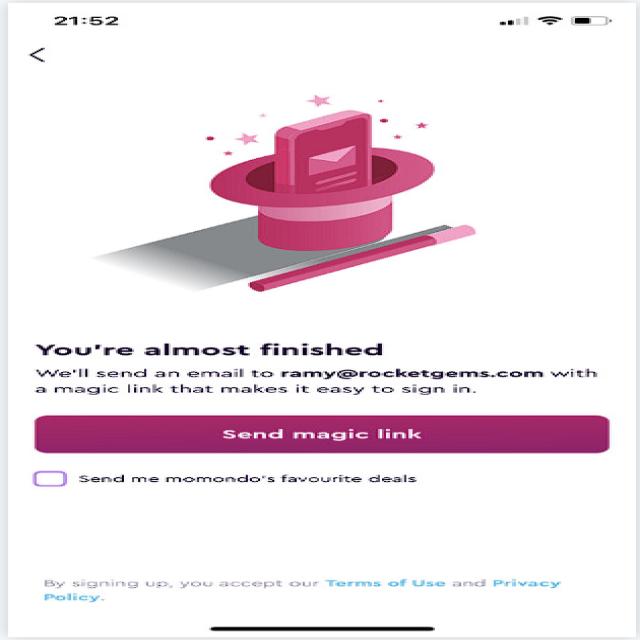 21:52
You're almost finished
We'll send an email to ramy@rocketgems.com with
a magic link that makes it easy to sign in.
Send magic link
Send me momondo's favourite deals
By signing up, you accept our Terms of Use and Privacy
Policy.